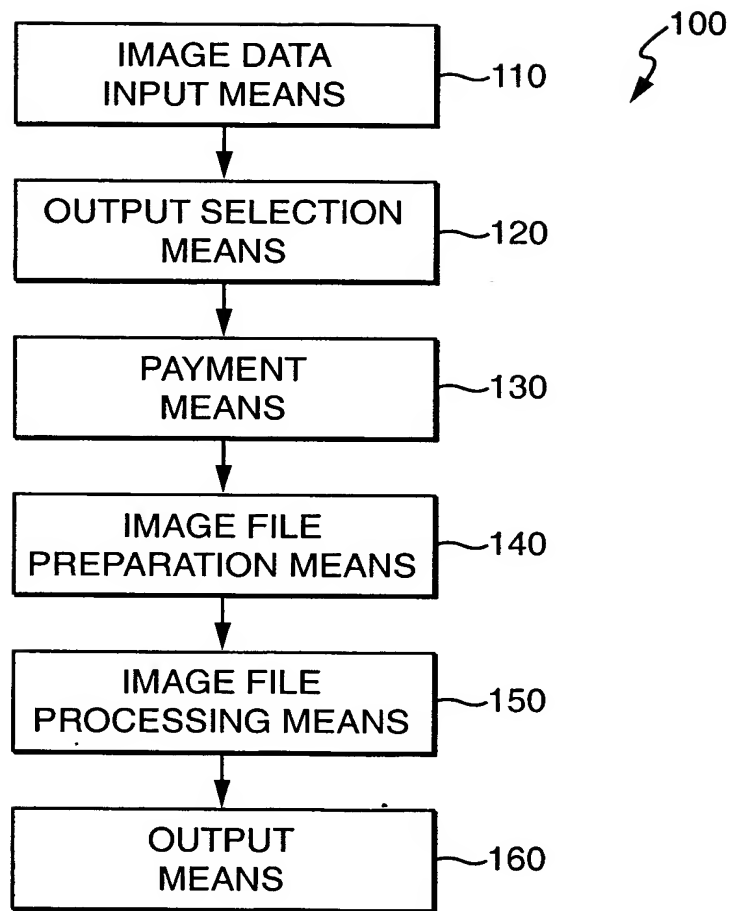 100
IMAGE DATA
INPUT MEANS
110
OUTPUT SELECTION
MEANS
120
PAYMENT
MEANS
130
IMAGE FILE
PREPARATION MEANS
140
IMAGE FILE
PROCESSING MEANS
150
OUTPUT
MEANS
160